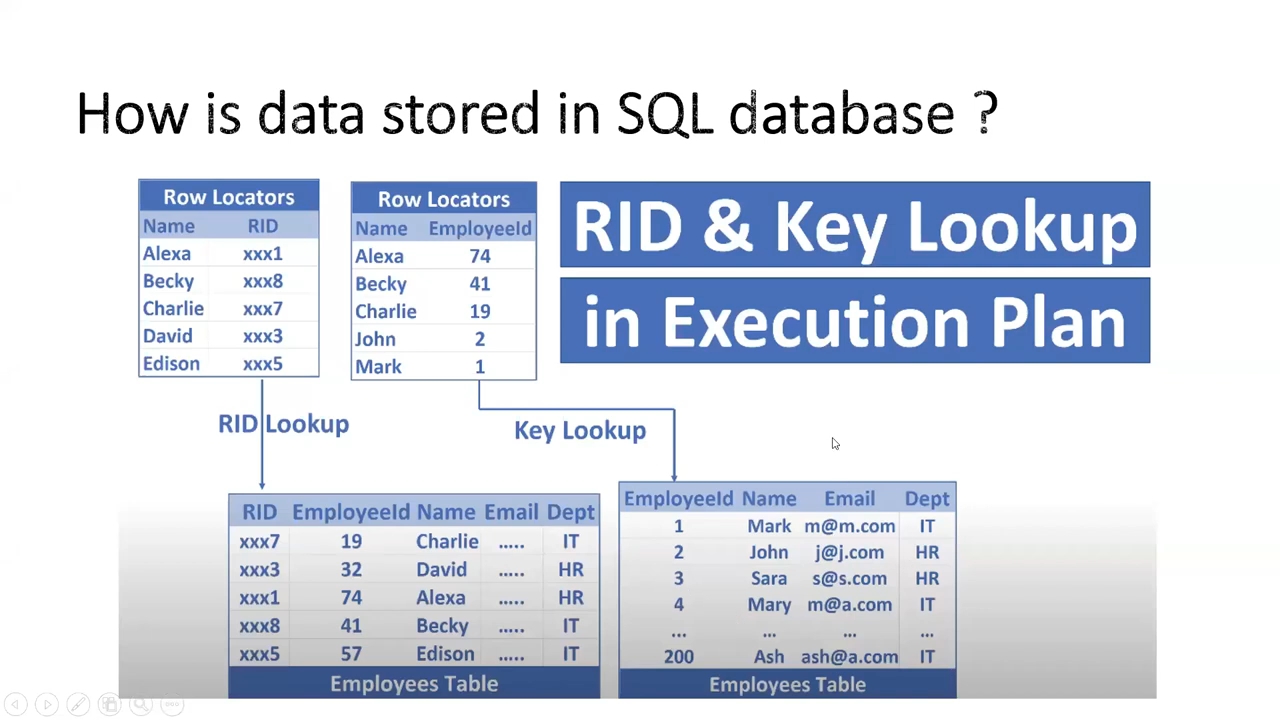 How is data stored in SQL database ?
Row Locators
Name RID
Alexa xxx1
Becky xxx8
Charlie xxx7
David xxx3
Edison xxx5
Row Locators
Name EmployeeId
Alexa 74
Becky 41
Charlie 19
John 2
Mark 1
RID & Key Lookup
in Execution Plan
RID Lookup
Key Lookup
RID EmployeeId Name Email Dept
xxx7 19 Charlie ..... IT
xxx3 32 David ..... HR
xxx1 74 Alexa ..... HR
xxx8 41 Becky ..... IT
xxx5 57 Edison ..... IT
Employees Table
EmployeeId Name Email Dept
1 Mark m@m.com IT
2 John j@j.com HR
3 Sara s@s.com HR
4 Mary m@a.com IT
... ... ... ...
200 Ash ash@a.com IT
Employees Table